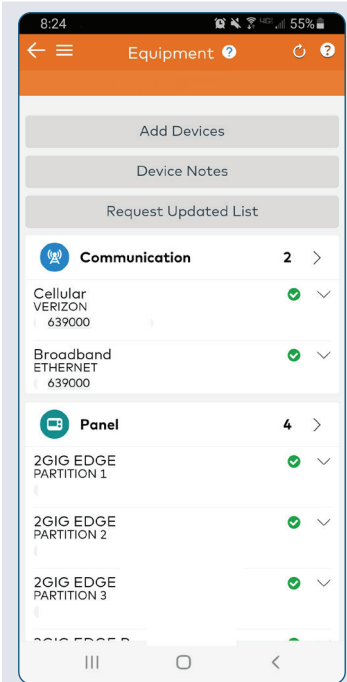 8:24 4G 55%
Equipment ? ?
Add Devices
Device Notes
Request Updated List
Communication 2
Cellular
VERIZON
639000
Broadband
ETHERNET
639000
Panel 4
2GIG EDGE
PARTITION 1
2GIG EDGE
PARTITION 2
2GIG EDGE
PARTITION 3